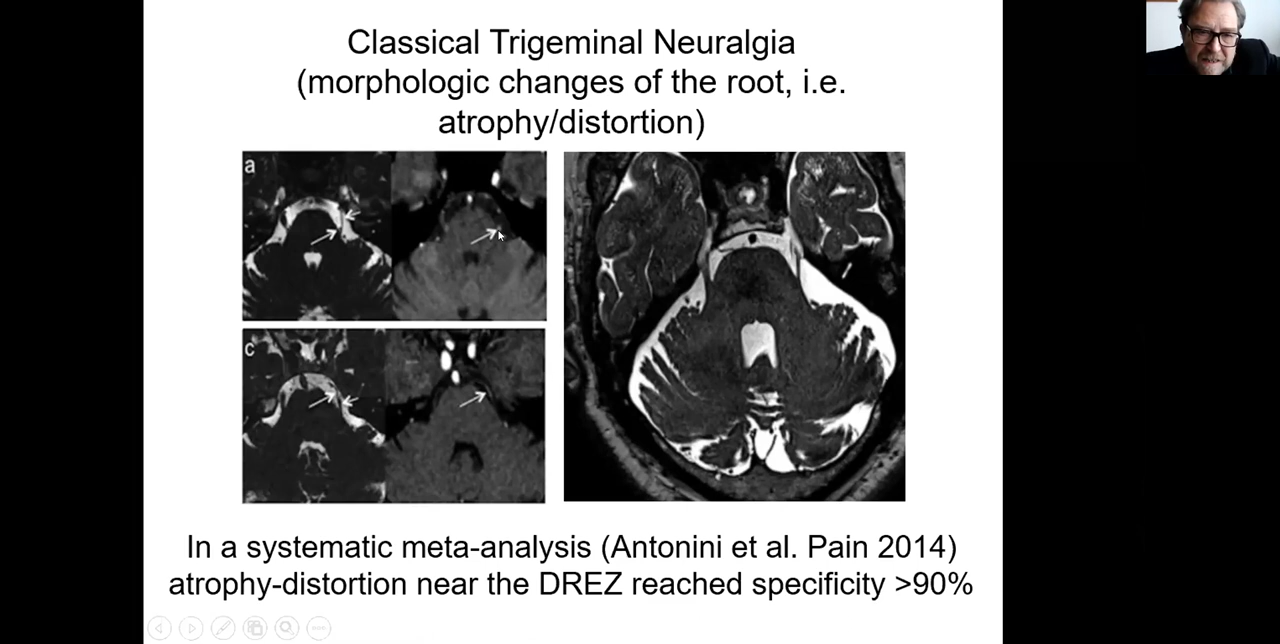 Classical Trigeminal Neuralgia
(morphologic changes of the root, i.e.
atrophy/distortion)
a
c
In a systematic meta-analysis (Antonini et al. Pain 2014)
atrophy-distortion near the DREZ reached specificity >90%